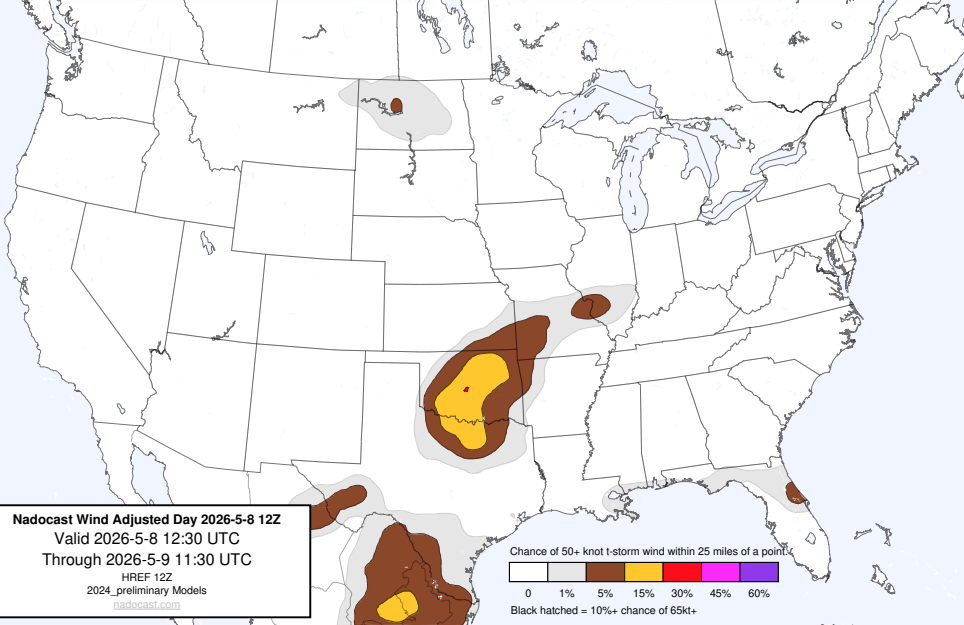 Nadocast Wind Adjusted Day 2026-5-8 12Z
Valid 2026-5-8 12:30 UTC
Through 2026-5-9 11:30 UTC
HREF 12Z
2024_preliminary Models
nadocast.com
Chance of 50+ knot t-storm wind within 25 miles of a point.
0 1% 5% 15% 30% 45% 60%
Black hatched = 10%+ chance of 65kt+